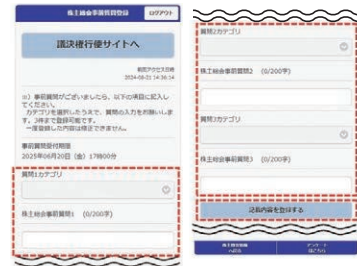 株主総会事前質問登録
ログアウト
議決権行使サイトへ
前回アクセス日時
2024-08-21 14:36:14
※) 事前質問がございましたら、以下の項目に記入し
てください。
カテゴリを選択したうえで、質問の入力をお願いしま
す。3件まで登録可能です。
一度登録した内容は修正できません。
事前質問受付期限
2025年06月20日（金）17時00分
質問1カテゴリ
株主総会事前質問1 (0/200字)
質問2カテゴリ
株主総会事前質問2 (0/200字)
質問3カテゴリ
株主総会事前質問3 (0/200字)
記載内容を登録する
アンケート
はこちら